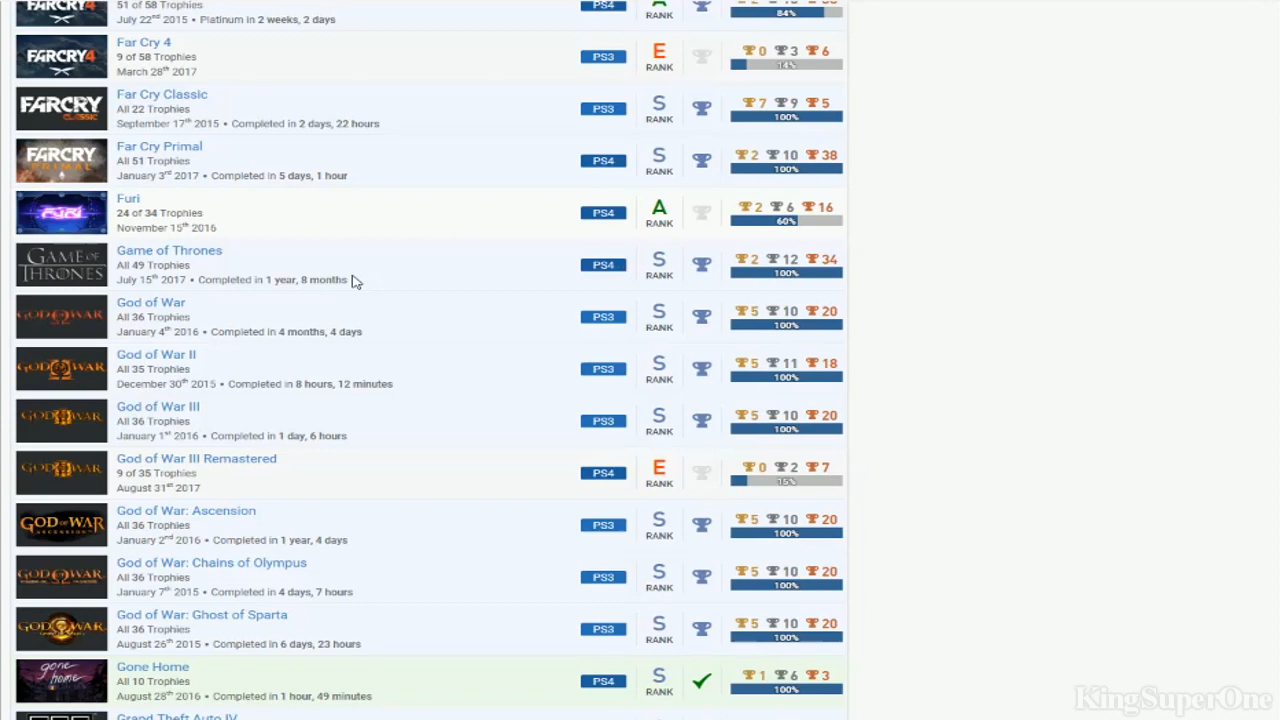 51 of 58 Trophies
PS4
RANK
84%
July 22nd 2015 • Platinum in 2 weeks, 2 days
FARCRY4
Far Cry 4
9 of 58 Trophies
March 28th 2017
PS3
E
RANK
0 3 6
14%
FARCRY
CLASSIC
Far Cry Classic
All 22 Trophies
September 17th 2015 • Completed in 2 days, 22 hours
PS3
S
RANK
7 9 5
100%
FARCRY
PRIMAL
Far Cry Primal
All 51 Trophies
January 3rd 2017 • Completed in 5 days, 1 hour
PS4
S
RANK
2 10 38
100%
FURI
Furi
24 of 34 Trophies
November 15th 2016
PS4
A
RANK
2 6 16
60%
GAME OF
THRONES
Game of Thrones
All 49 Trophies
July 15th 2017 • Completed in 1 year, 8 months
PS4
S
RANK
2 12 34
100%
GOD OF WAR
God of War
All 36 Trophies
January 4th 2016 • Completed in 4 months, 4 days
PS3
S
RANK
5 10 20
100%
GOD OF WAR
God of War II
All 35 Trophies
December 30th 2015 • Completed in 8 hours, 12 minutes
PS3
S
RANK
5 11 18
100%
GOD OF WAR
God of War III
All 36 Trophies
January 1st 2016 • Completed in 1 day, 6 hours
PS3
S
RANK
5 10 20
100%
GOD OF WAR
God of War III Remastered
9 of 35 Trophies
August 31st 2017
PS4
E
RANK
0 2 7
15%
GOD OF WAR
ASCENSION
God of War: Ascension
All 36 Trophies
January 2nd 2016 • Completed in 1 year, 4 days
PS3
S
RANK
5 10 20
100%
GOD OF WAR
God of War: Chains of Olympus
All 36 Trophies
January 7th 2015 • Completed in 4 days, 7 hours
PS3
S
RANK
5 10 20
100%
GOD OF WAR
God of War: Ghost of Sparta
All 36 Trophies
August 26th 2015 • Completed in 6 days, 23 hours
PS3
S
RANK
5 10 20
100%
gone
home
Gone Home
All 10 Trophies
August 28th 2016 • Completed in 1 hour, 49 minutes
PS4
S
RANK
1 6 3
100%
Grand Theft Auto IV
KingSuperOne